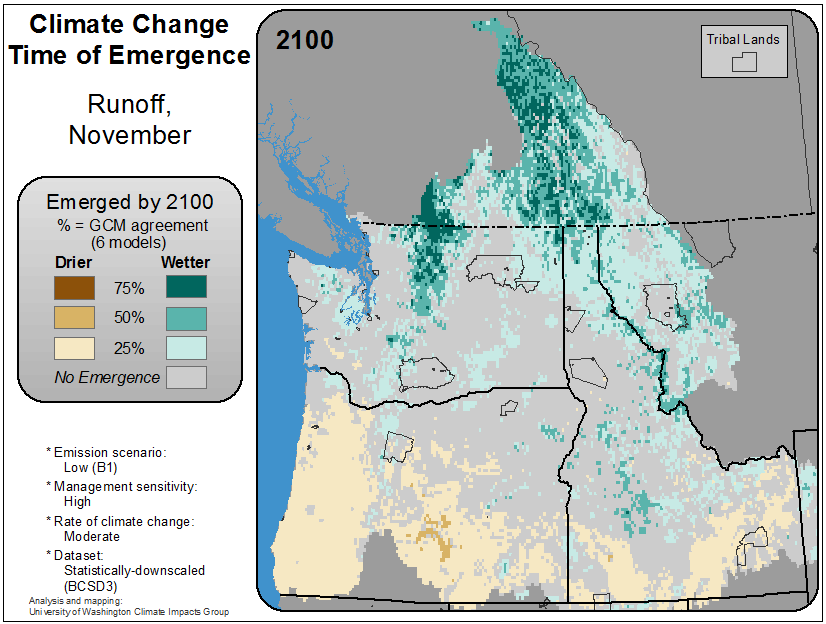 Climate Change
Time of Emergence
Runoff,
November
Emerged by 2100
% = GCM agreement
(6 models)
Drier Wetter
75%
50%
25%
No Emergence
* Emission scenario:
Low (B1)
* Management sensitivity:
High
* Rate of climate change:
Moderate
* Dataset:
Statistically-downscaled
(BCSD3)
Analysis and mapping:
University of Washington Climate Impacts Group
2100
Tribal Lands